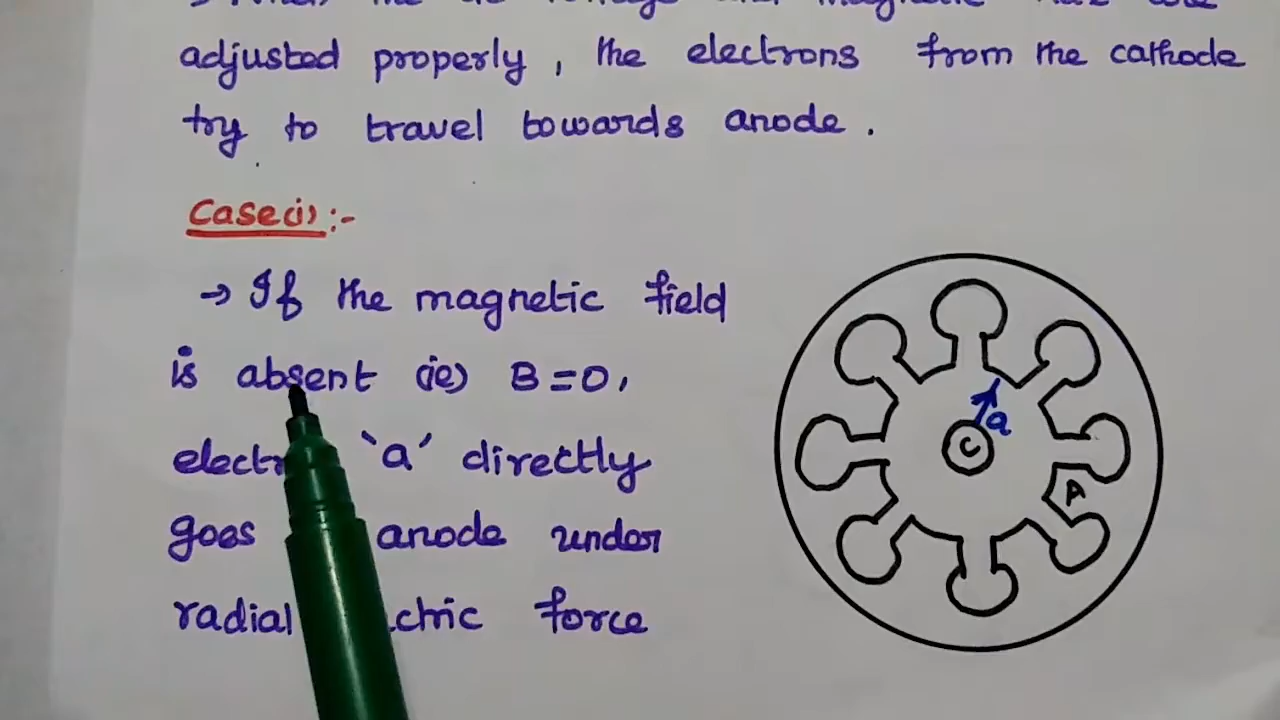 adjusted properly, the electrons from the cathode
try to travel towards anode.
Case(i):-
→ If the magnetic field
is absent (ie) B=0,
'a' directly
goes anode under
radial force
a
C
A